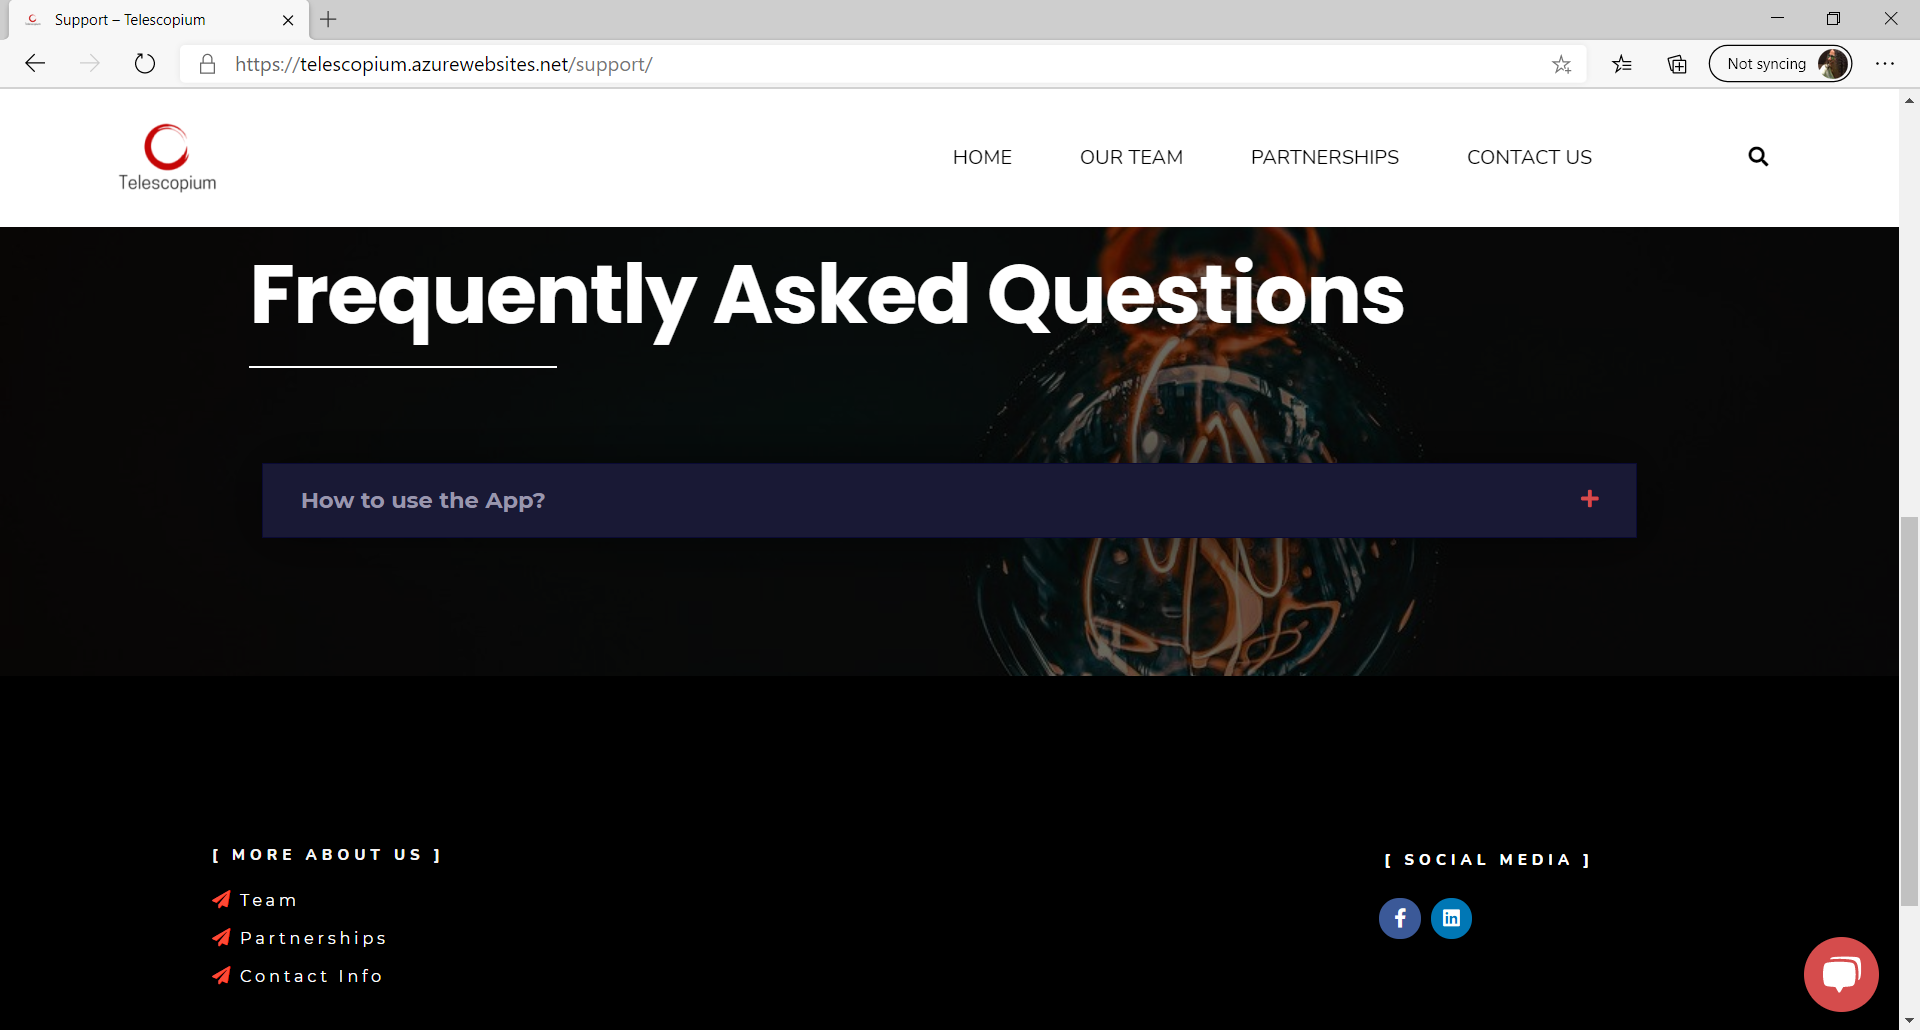 Support – Telescopium
https://telescopium.azurewebsites.net/support/
Not syncing
Telescopium
HOME OUR TEAM PARTNERSHIPS CONTACT US
Frequently Asked Questions
How to use the App?
[ MORE ABOUT US ]
Team
Partnerships
Contact Info
[ SOCIAL MEDIA ]
f
in